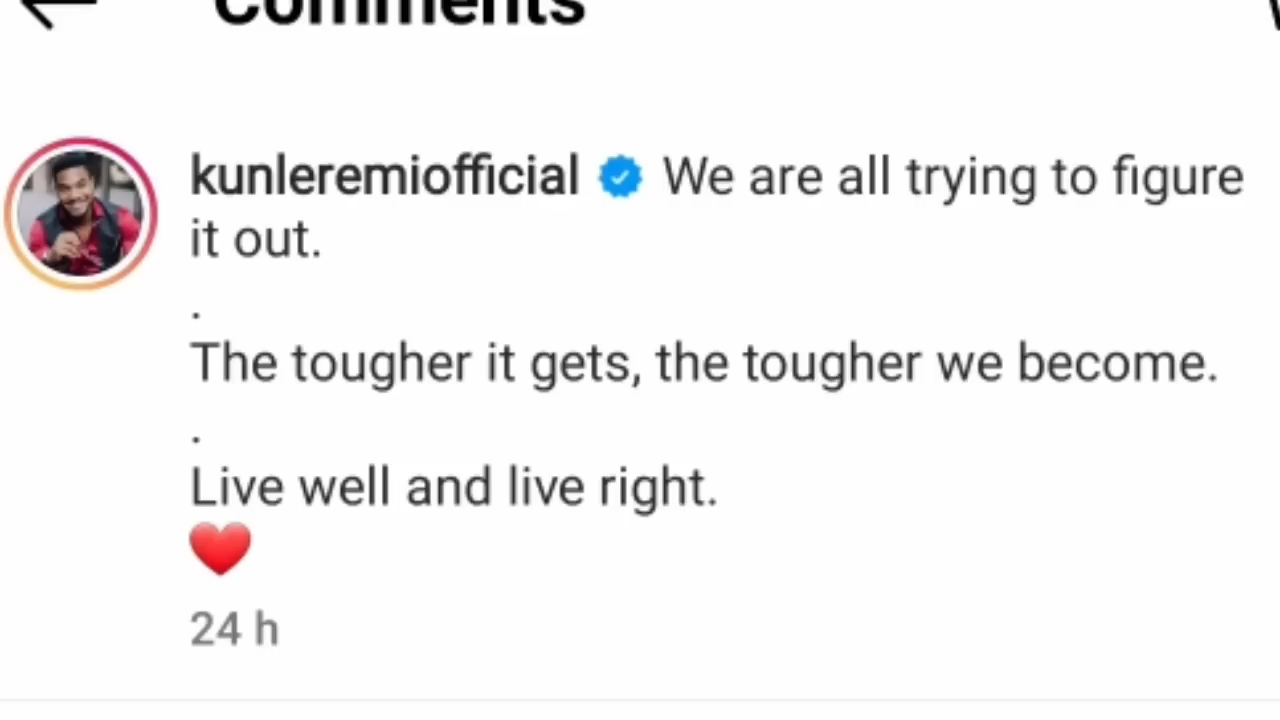 Comments
kunleremiofficial We are all trying to figure
it out.
.
The tougher it gets, the tougher we become.
.
Live well and live right.
❤️
24 h